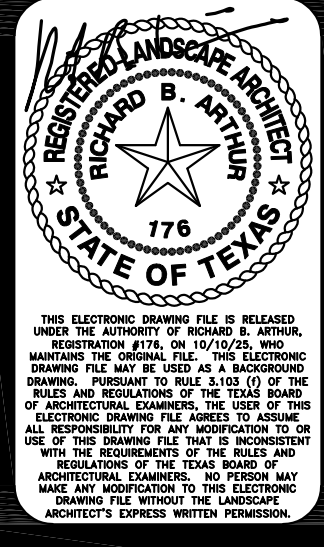 REGISTERED LANDSCAPE ARCHITECT
RICHARD B. ARTHUR
176
STATE OF TEXAS
THIS ELECTRONIC DRAWING FILE IS RELEASED
UNDER THE AUTHORITY OF RICHARD B. ARTHUR,
REGISTRATION #176, ON 10/10/25, WHO
MAINTAINS THE ORIGINAL FILE. THIS ELECTRONIC
DRAWING FILE MAY BE USED AS A BACKGROUND
DRAWING. PURSUANT TO RULE 3.103 (f) OF THE
RULES AND REGULATIONS OF THE TEXAS BOARD
OF ARCHITECTURAL EXAMINERS, THE USER OF THIS
ELECTRONIC DRAWING FILE AGREES TO ASSUME
ALL RESPONSIBILITY FOR ANY MODIFICATION TO OR
USE OF THIS DRAWING FILE THAT IS INCONSISTENT
WITH THE REQUIREMENTS OF THE RULES AND
REGULATIONS OF THE TEXAS BOARD OF
ARCHITECTURAL EXAMINERS. NO PERSON MAY
MAKE ANY MODIFICATION TO THIS ELECTRONIC
DRAWING FILE WITHOUT THE LANDSCAPE
ARCHITECT'S EXPRESS WRITTEN PERMISSION.